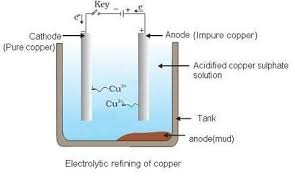 Key
e⁻
− +
e⁻
Cathode
(Pure copper)
Anode (Impure copper)
− +
Acidified copper sulphate
solution
Cu²⁺
Cu²⁺
Tank
anode(mud)
Electrolytic refining of copper